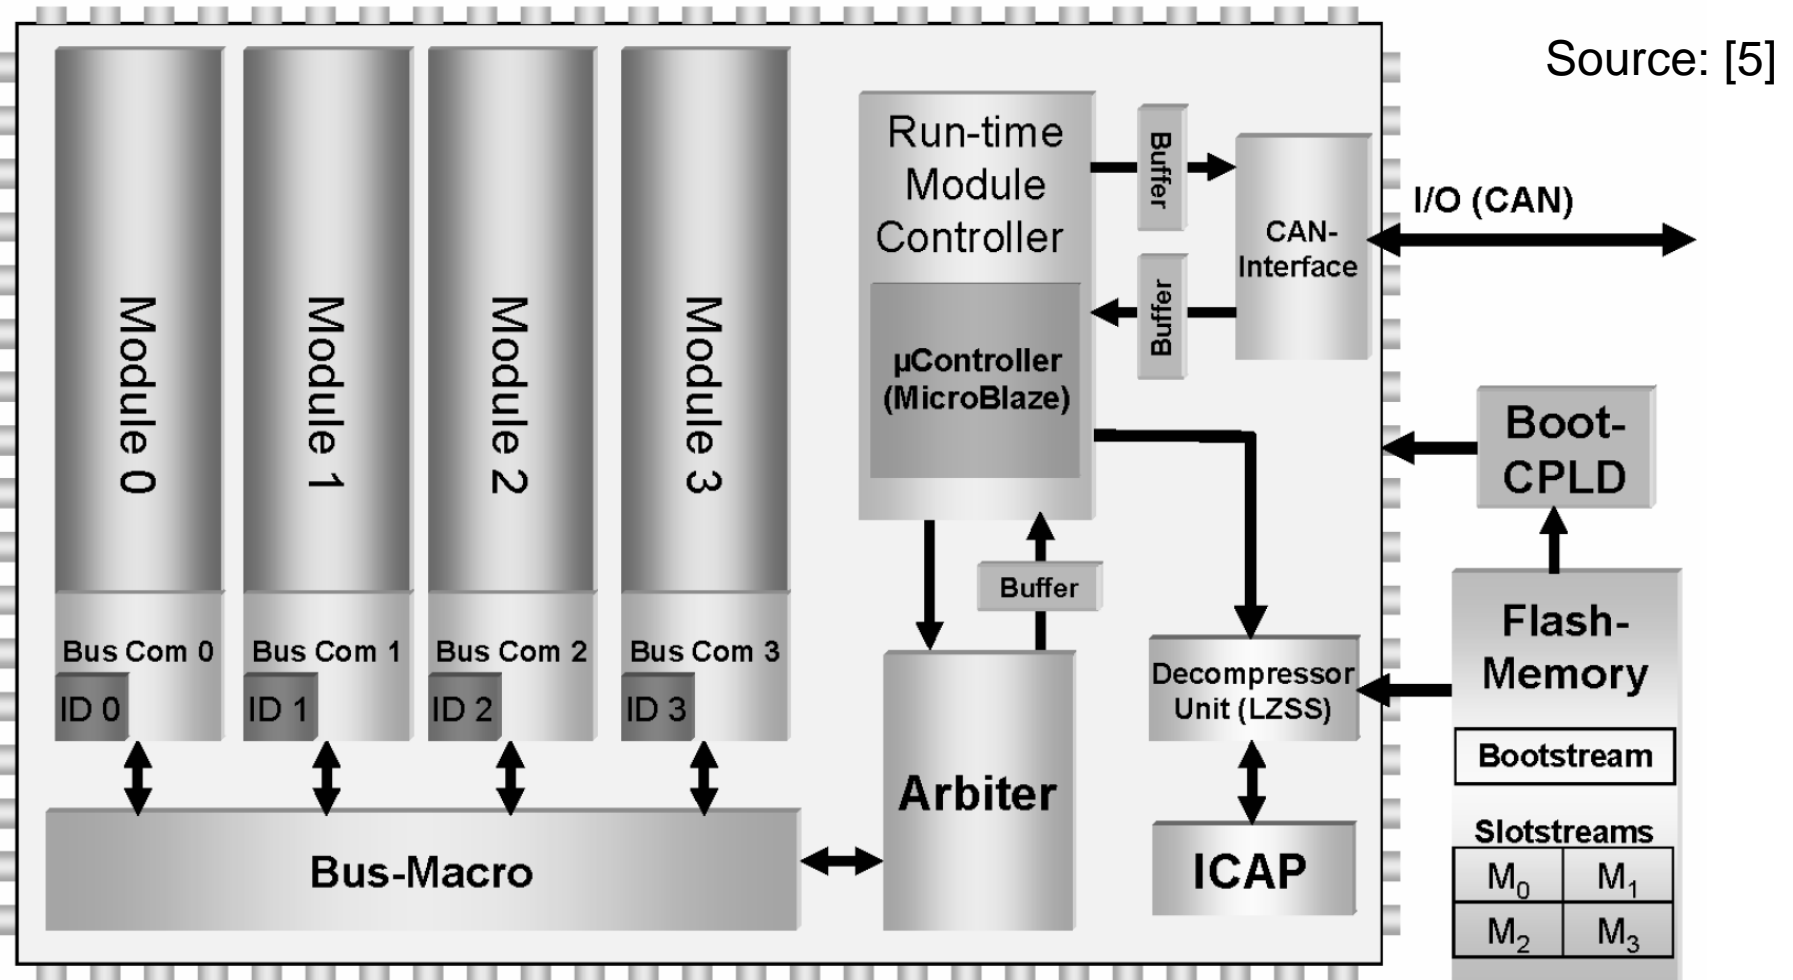 Source: [5]
Module 0
Module 1
Module 2
Module 3
Bus Com 0
Bus Com 1
Bus Com 2
Bus Com 3
ID 0
ID 1
ID 2
ID 3
Bus-Macro
Run-time
Module
Controller
µController
(MicroBlaze)
Buffer
Buffer
CAN-
Interface
I/O (CAN)
Buffer
Arbiter
Decompressor
Unit (LZSS)
ICAP
Boot-
CPLD
Flash-
Memory
Bootstream
Slotstreams
M0 M1
M2 M3